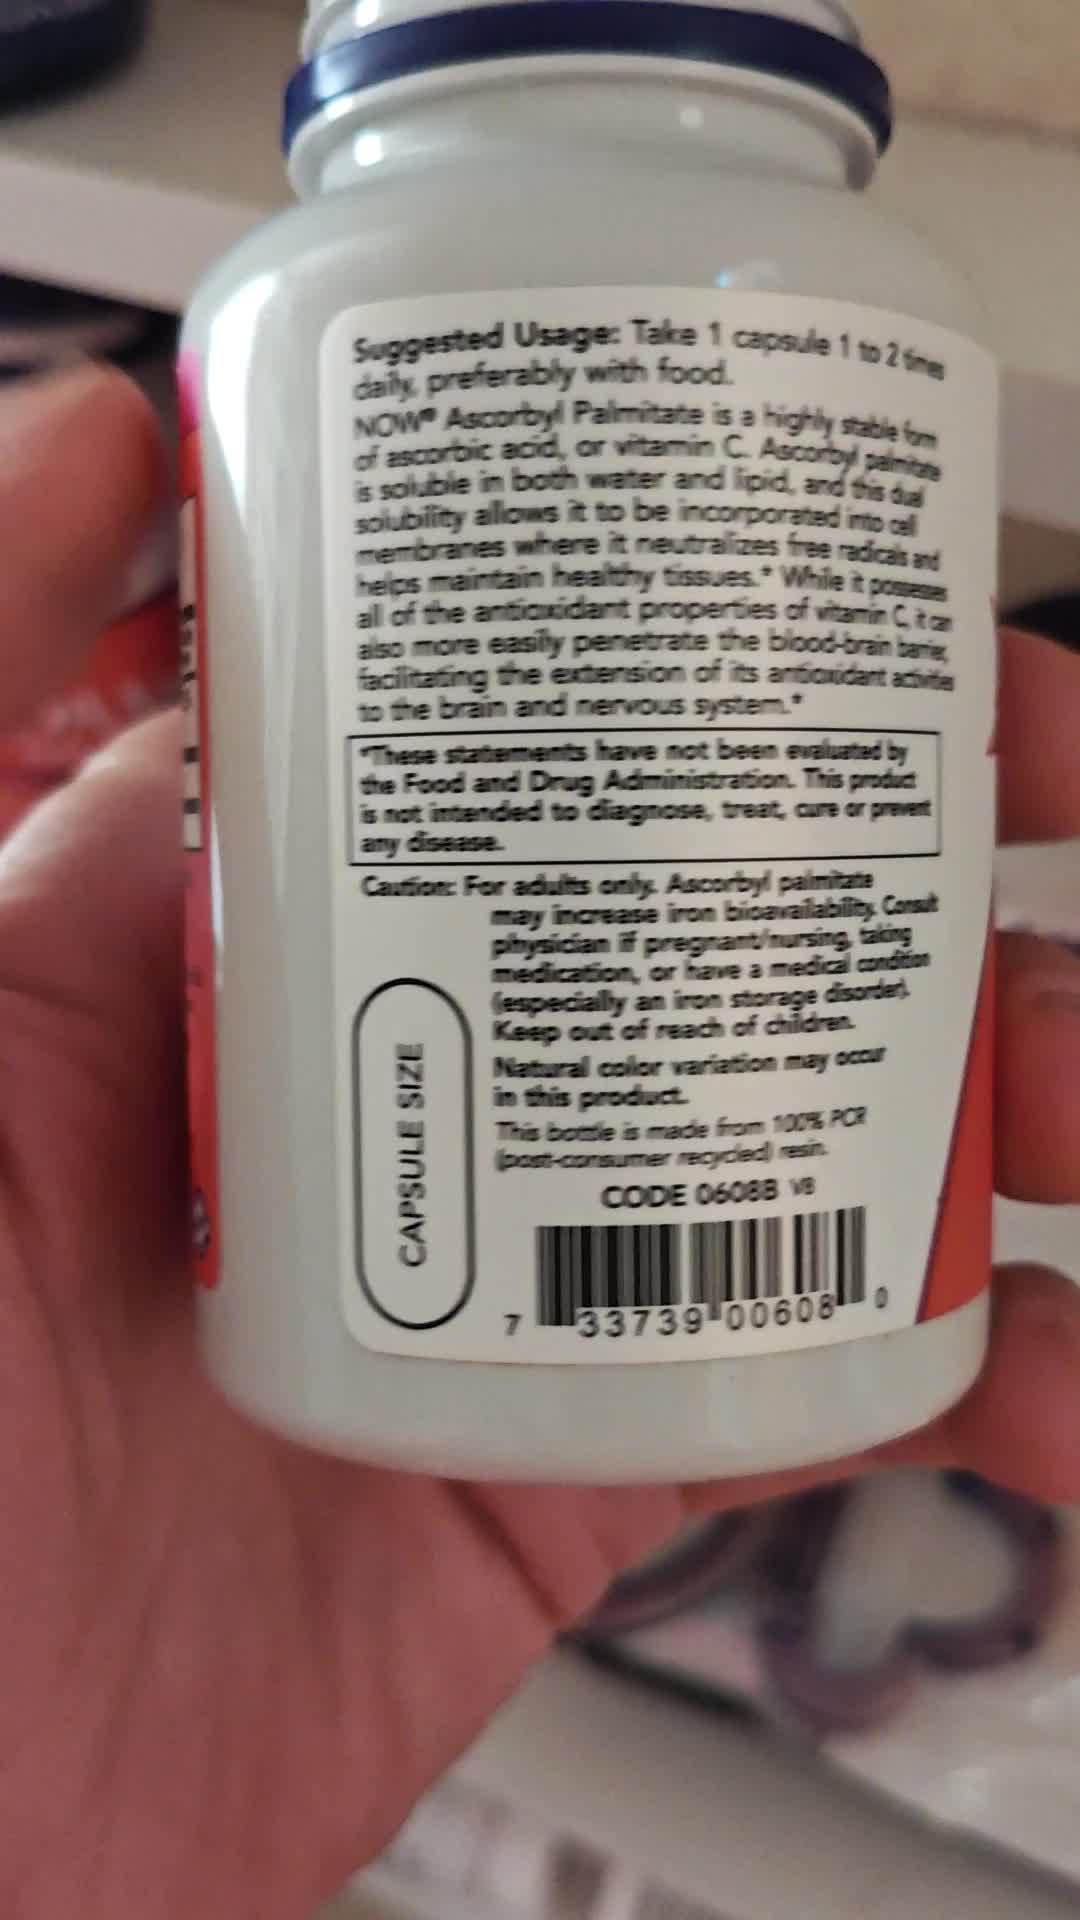 Suggested Usage: Take 1 capsule 1 to 2 times
daily, preferably with food.
NOW® Ascorbyl Palmitate is a highly stable form
of ascorbic acid, or vitamin C. Ascorbyl palmitate
is soluble in both water and lipid, and this dual
solubility allows it to be incorporated into cell
membranes where it neutralizes free radicals and
helps maintain healthy tissues.* While it possesses
all of the antioxidant properties of vitamin C, it can
also more easily penetrate the blood-brain barrier,
facilitating the extension of its antioxidant activities
to the brain and nervous system.*
*These statements have not been evaluated by
the Food and Drug Administration. This product
is not intended to diagnose, treat, cure or prevent
any disease.
Caution: For adults only. Ascorbyl palmitate
may increase iron bioavailability. Consult
physician if pregnant/nursing, taking
medication, or have a medical condition
(especially an iron storage disorder).
Keep out of reach of children.
Natural color variation may occur
in this product.
This bottle is made from 100% PCR
(post-consumer recycled) resin.
CAPSULE SIZE
CODE 0608B V8
7 33739 00608 0